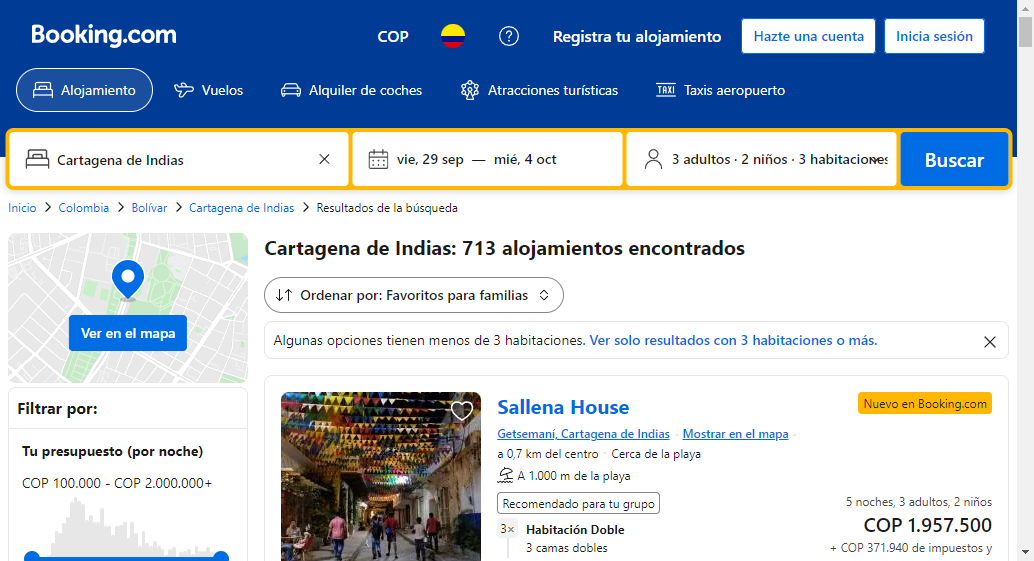 Booking.com
COP
Registra tu alojamiento
Hazte una cuenta
Inicia sesión
Alojamiento
Vuelos
Alquiler de coches
Atracciones turísticas
TAXI
Taxis aeropuerto
Cartagena de Indias
vie, 29 sep — mié, 4 oct
3 adultos · 2 niños · 3 habitaciones
Buscar
Inicio > Colombia > Bolívar > Cartagena de Indias > Resultados de la búsqueda
Ver en el mapa
Filtrar por:
Tu presupuesto (por noche)
COP 100.000 - COP 2.000.000+
Cartagena de Indias: 713 alojamientos encontrados
Ordenar por: Favoritos para familias
Algunas opciones tienen menos de 3 habitaciones. Ver solo resultados con 3 habitaciones o más.
Sallena House
Nuevo en Booking.com
Getsemaní, Cartagena de Indias · Mostrar en el mapa ·
a 0,7 km del centro · Cerca de la playa
A 1.000 m de la playa
Recomendado para tu grupo
3× Habitación Doble
3 camas dobles
5 noches, 3 adultos, 2 niños
COP 1.957.500
+ COP 371.940 de impuestos y